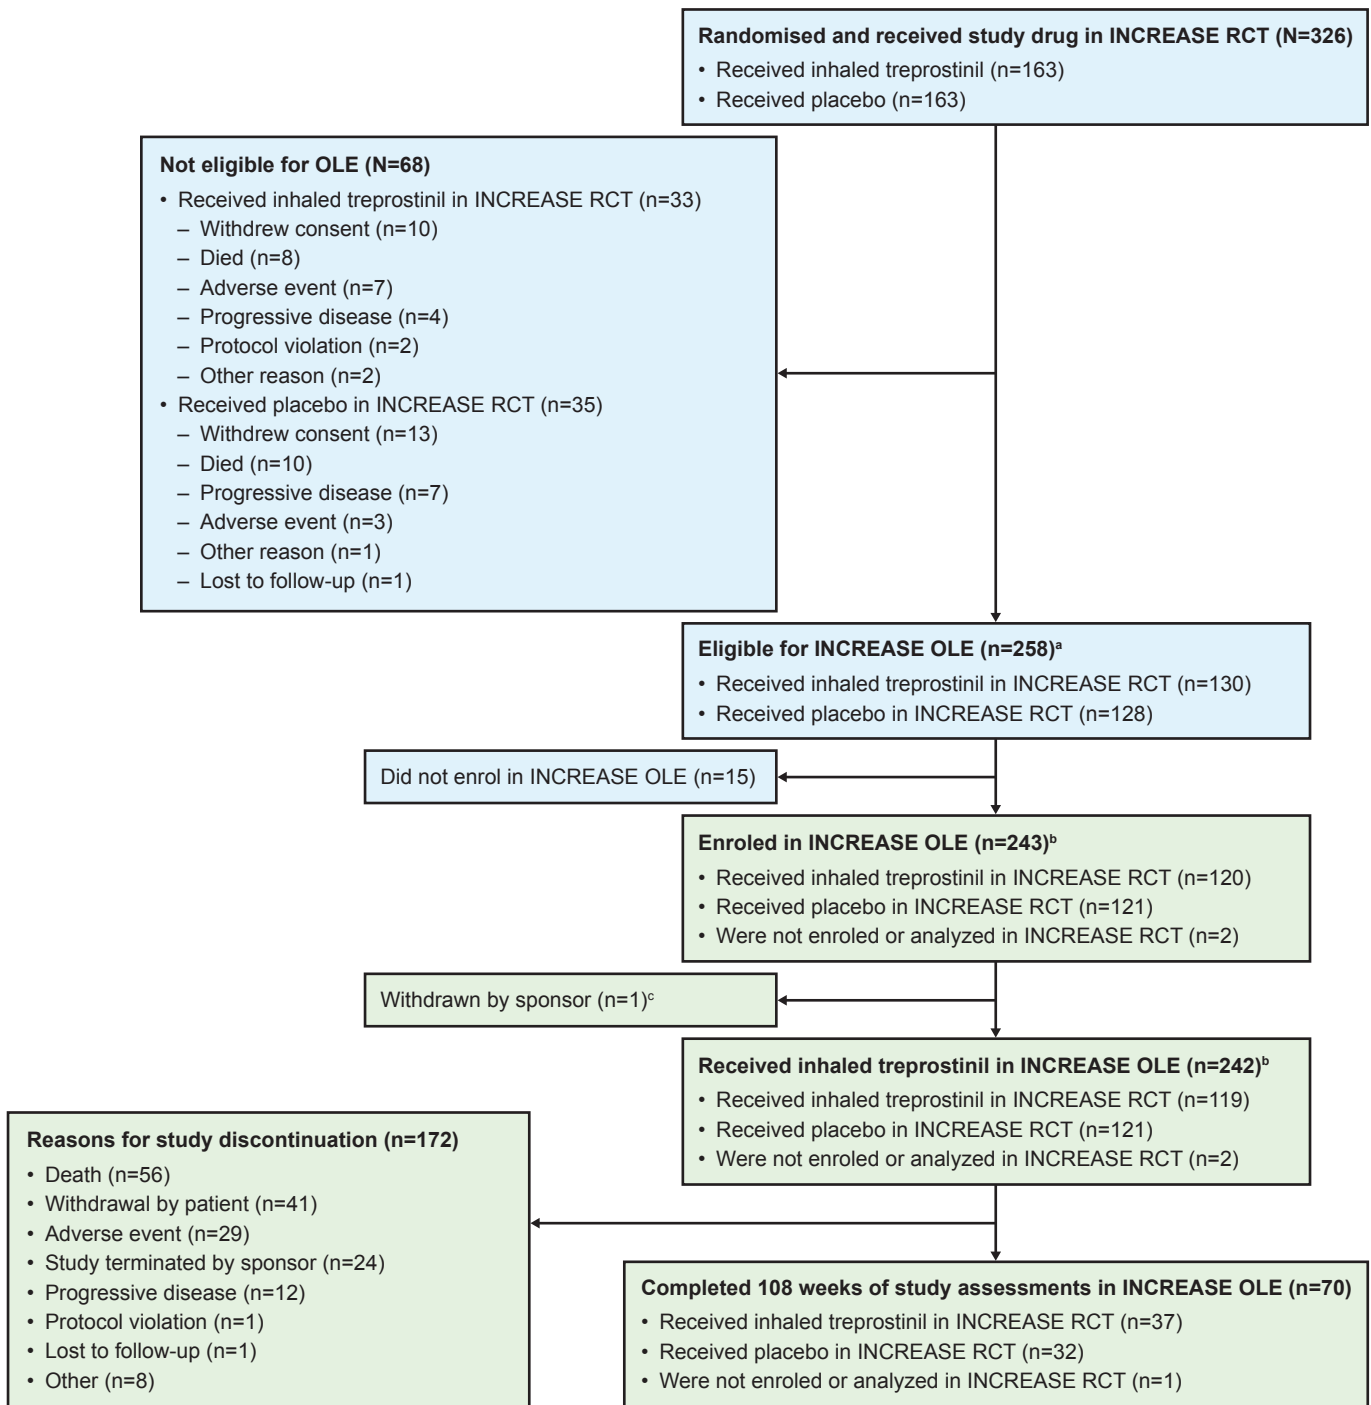 Randomised and received study drug in INCREASE RCT (N=326)
• Received inhaled treprostinil (n=163)
• Received placebo (n=163)
Not eligible for OLE (N=68)
• Received inhaled treprostinil in INCREASE RCT (n=33)
– Withdrew consent (n=10)
– Died (n=8)
– Adverse event (n=7)
– Progressive disease (n=4)
– Protocol violation (n=2)
– Other reason (n=2)
• Received placebo in INCREASE RCT (n=35)
– Withdrew consent (n=13)
– Died (n=10)
– Progressive disease (n=7)
– Adverse event (n=3)
– Other reason (n=1)
– Lost to follow-up (n=1)
Eligible for INCREASE OLE (n=258)ᵃ
• Received inhaled treprostinil in INCREASE RCT (n=130)
• Received placebo in INCREASE RCT (n=128)
Did not enrol in INCREASE OLE (n=15)
Enroled in INCREASE OLE (n=243)ᵇ
• Received inhaled treprostinil in INCREASE RCT (n=120)
• Received placebo in INCREASE RCT (n=121)
• Were not enroled or analyzed in INCREASE RCT (n=2)
Withdrawn by sponsor (n=1)ᶜ
Received inhaled treprostinil in INCREASE OLE (n=242)ᵇ
• Received inhaled treprostinil in INCREASE RCT (n=119)
• Received placebo in INCREASE RCT (n=121)
• Were not enroled or analyzed in INCREASE RCT (n=2)
Reasons for study discontinuation (n=172)
• Death (n=56)
• Withdrawal by patient (n=41)
• Adverse event (n=29)
• Study terminated by sponsor (n=24)
• Progressive disease (n=12)
• Protocol violation (n=1)
• Lost to follow-up (n=1)
• Other (n=8)
Completed 108 weeks of study assessments in INCREASE OLE (n=70)
• Received inhaled treprostinil in INCREASE RCT (n=37)
• Received placebo in INCREASE RCT (n=32)
• Were not enroled or analyzed in INCREASE RCT (n=1)